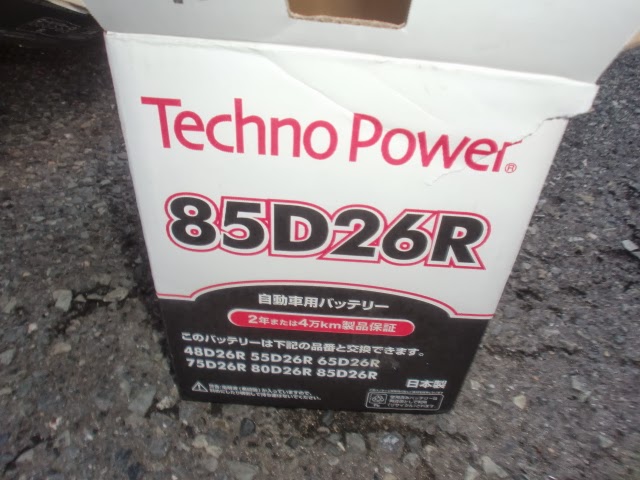 Techno Power®
85D26R
自動車用バッテリー
2年または4万km製品保証
このバッテリーは下記の品番と交換できます。
48D26R 55D26R 65D26R
75D26R 80D26R 85D26R
日本製